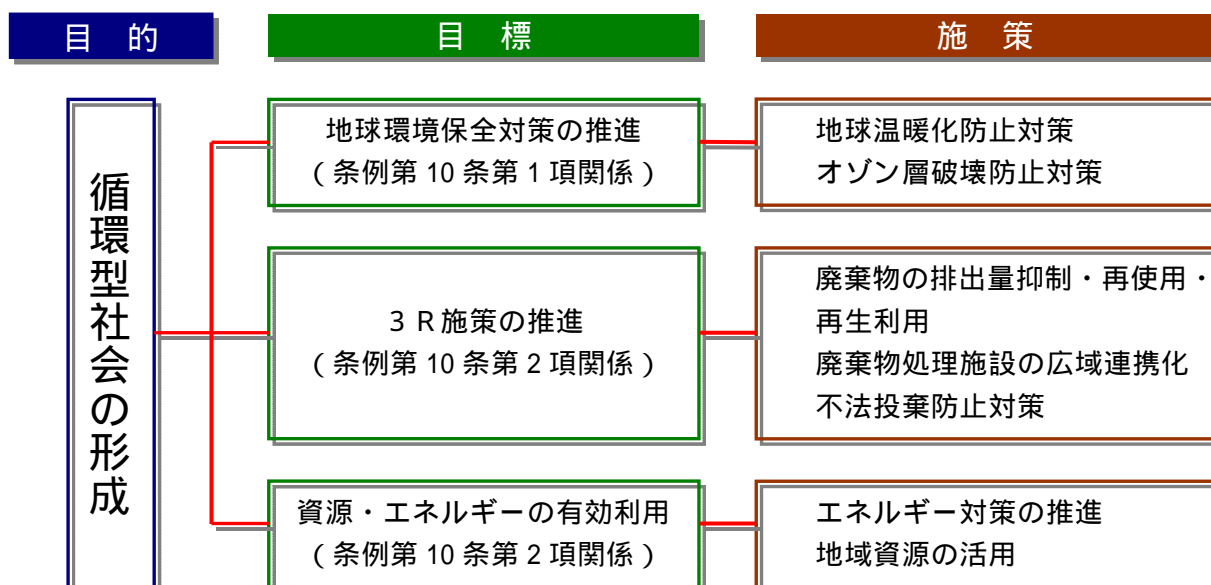 目 的
目 標
施 策
循環型社会の形成
地球環境保全対策の推進
(条例第10条第1項関係)
地球温暖化防止対策
オゾン層破壊防止対策
3R施策の推進
(条例第10条第2項関係)
廃棄物の排出量抑制・再使用・
再生利用
廃棄物処理施設の広域連携化
不法投棄防止対策
資源・エネルギーの有効利用
(条例第10条第2項関係)
エネルギー対策の推進
地域資源の活用